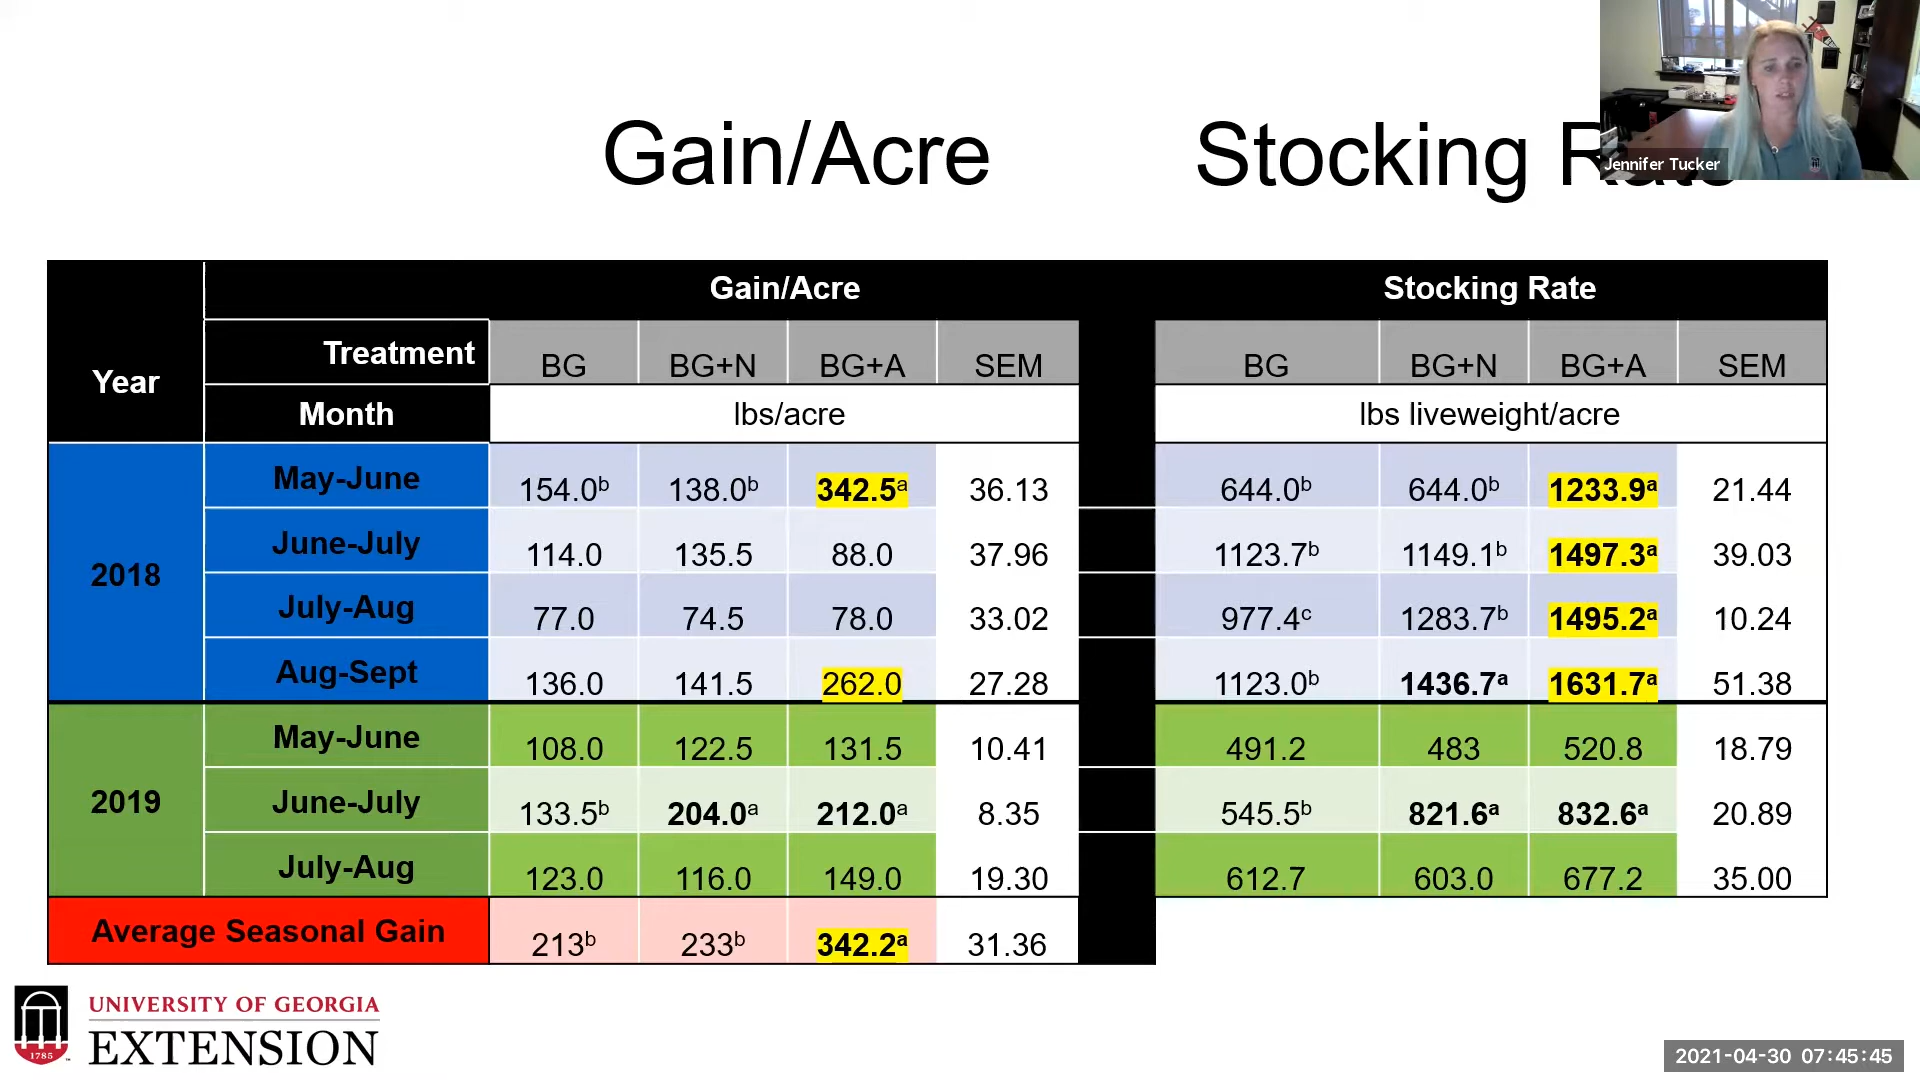 Gain/Acre Stocking Rate
Jennifer Tucker
Gain/Acre Stocking Rate
Year Treatment BG BG+N BG+A SEM BG BG+N BG+A SEM
Month lbs/acre lbs liveweight/acre
2018 May-June 154.0b 138.0b 342.5a 36.13 644.0b 644.0b 1233.9a 21.44
June-July 114.0 135.5 88.0 37.96 1123.7b 1149.1b 1497.3a 39.03
July-Aug 77.0 74.5 78.0 33.02 977.4c 1283.7b 1495.2a 10.24
Aug-Sept 136.0 141.5 262.0 27.28 1123.0b 1436.7a 1631.7a 51.38
2019 May-June 108.0 122.5 131.5 10.41 491.2 483 520.8 18.79
June-July 133.5b 204.0a 212.0a 8.35 545.5b 821.6a 832.6a 20.89
July-Aug 123.0 116.0 149.0 19.30 612.7 603.0 677.2 35.00
Average Seasonal Gain 213b 233b 342.2a 31.36
1785
UNIVERSITY OF GEORGIA
EXTENSION
2021-04-30 07:45:45